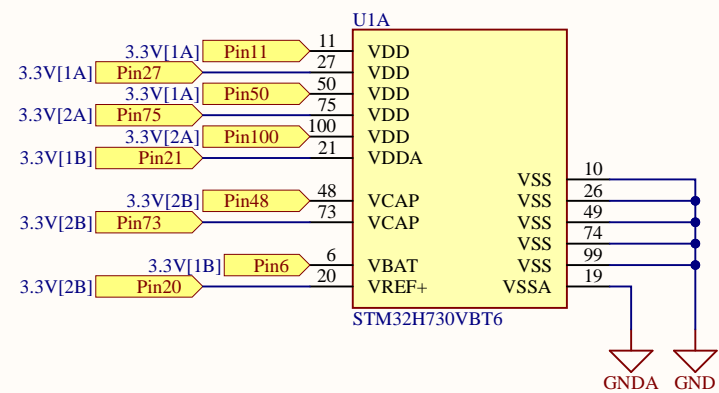 U1A
3.3V[1A] Pin11 11 VDD
3.3V[1A] Pin27 27 VDD
3.3V[1A] Pin50 50 VDD
3.3V[2A] Pin75 75 VDD
3.3V[2A] Pin100 100 VDD
3.3V[1B] Pin21 21 VDDA
VSS 10
3.3V[2B] Pin48 48 VCAP VSS 26
3.3V[2B] Pin73 73 VCAP VSS 49
VSS 74
3.3V[1B] Pin6 6 VBAT VSS 99
3.3V[2B] Pin20 20 VREF+ VSSA 19
STM32H730VBT6
GNDA GND